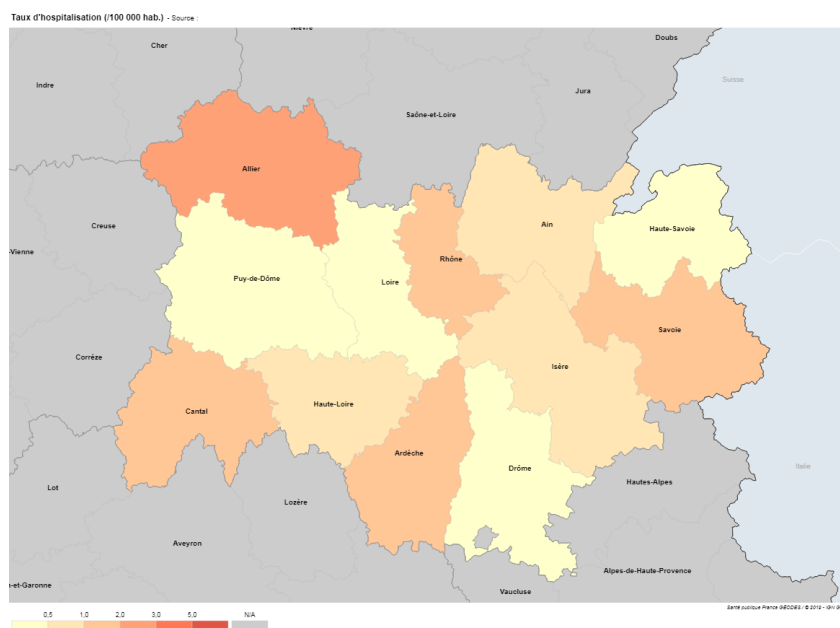 Taux d'hospitalisation (/100 000 hab.) - Source :
Cher
Nièvre
Doubs
Indre
Suisse
Jura
Saône-et-Loire
Allier
Creuse
Ain
Haute-Savoie
-Vienne
Rhône
Puy-de-Dôme
Loire
Savoie
Corrèze
Isère
Haute-Loire
Cantal
Ardèche
Italie
Drôme
Hautes-Alpes
Lot
Lozère
Aveyron
Alpes-de-Haute-Provence
n-et-Garonne
Vaucluse
Santé publique France GEODES / © 2019 - IGN G
0,5 1,0 2,0 3,0 5,0 N/A